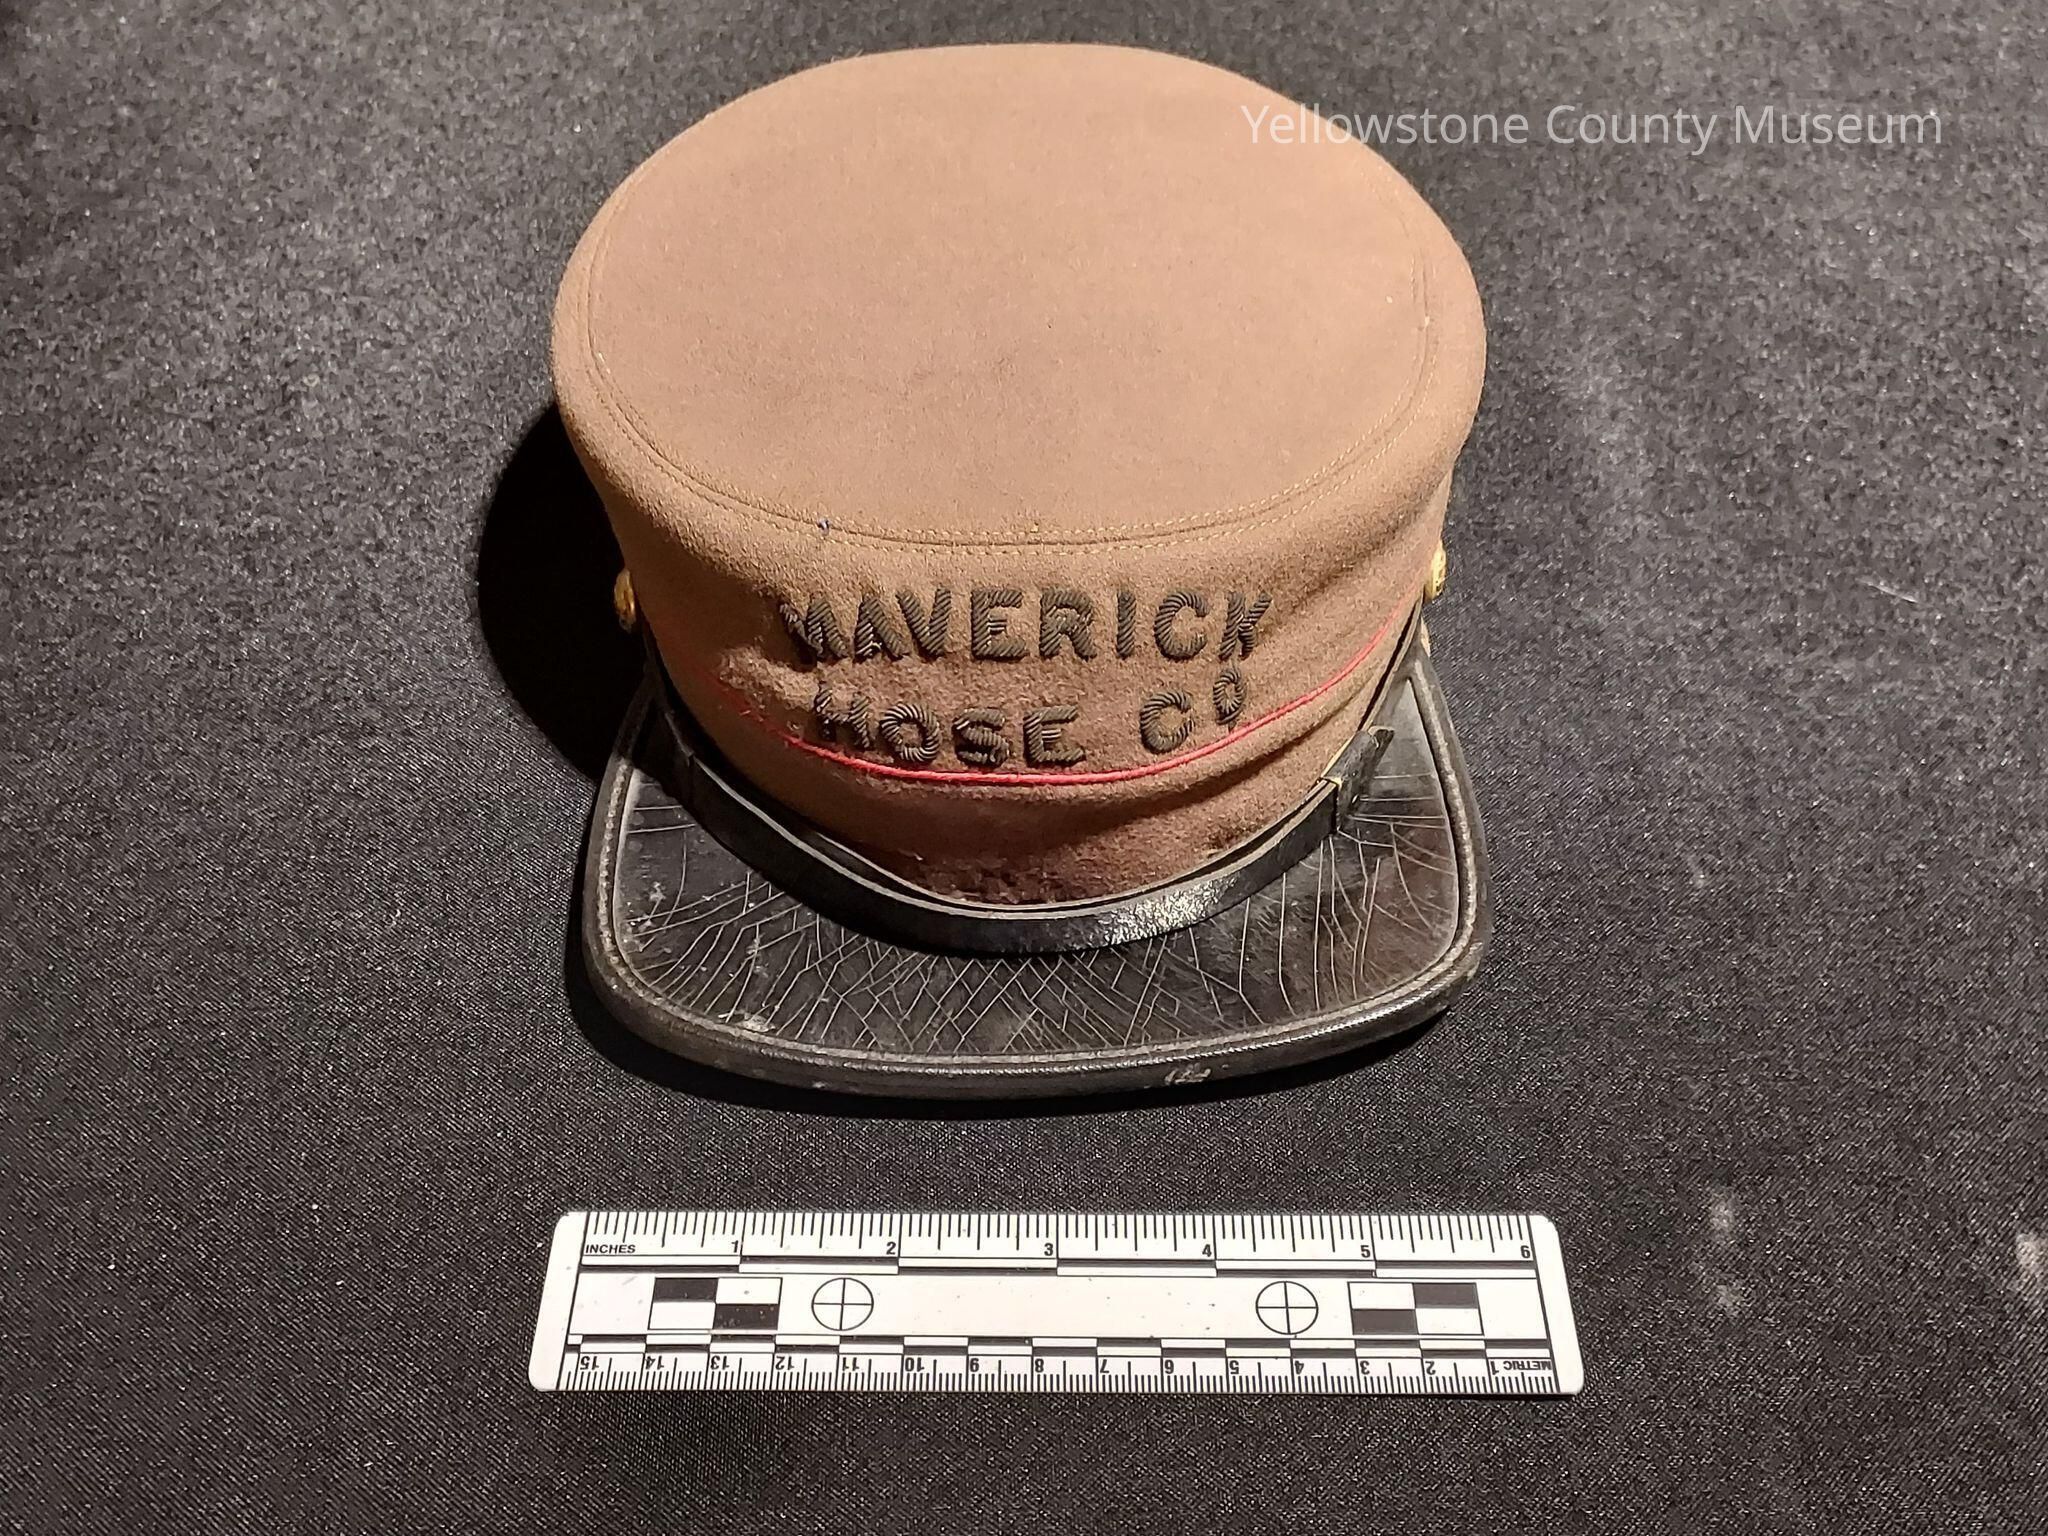 Yellowstone County Museum
MAVERICK
HOSE Cº
INCHES 1 2 3 4 5 6
15 14 13 12 11 10 9 8 7 6 5 4 3 2 1 METRIC